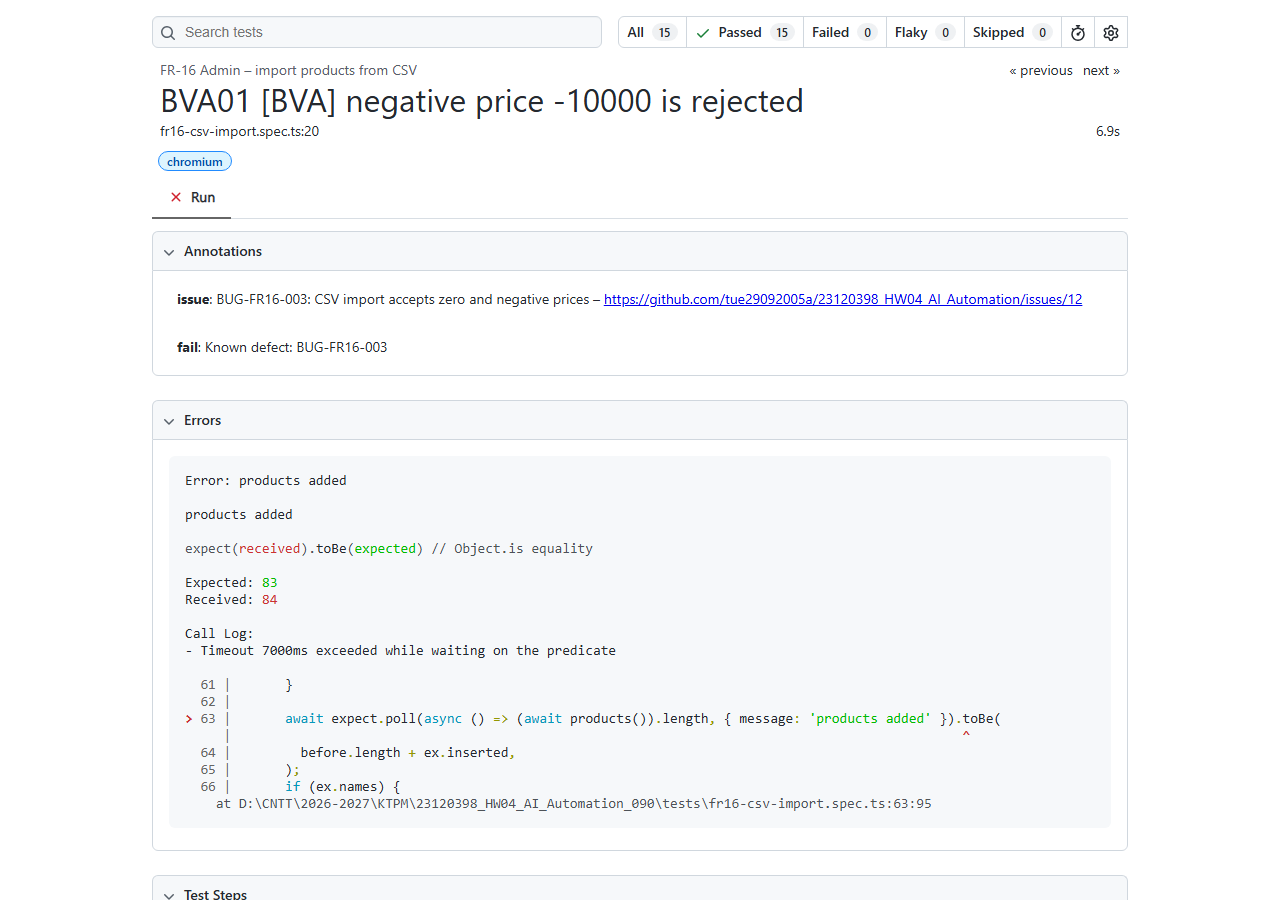 Search tests
All 15
Passed 15
Failed 0
Flaky 0
Skipped 0
FR-16 Admin – import products from CSV
« previous next »
BVA01 [BVA] negative price -10000 is rejected
fr16-csv-import.spec.ts:20
6.9s
chromium
Run
Annotations
issue: BUG-FR16-003: CSV import accepts zero and negative prices – https://github.com/tue29092005a/23120398_HW04_AI_Automation/issues/12
fail: Known defect: BUG-FR16-003
Errors
Error: products added
products added
expect(received).toBe(expected) // Object.is equality
Expected: 83
Received: 84
Call Log:
- Timeout 7000ms exceeded while waiting on the predicate
61 | }
62 |
> 63 | await expect.poll(async () => (await products()).length, { message: 'products added' }).toBe(
| ^
64 | before.length + ex.inserted,
65 | );
66 | if (ex.names) {
at D:\CNTT\2026-2027\KTPM\23120398_HW04_AI_Automation_090\tests\fr16-csv-import.spec.ts:63:95
Test Steps